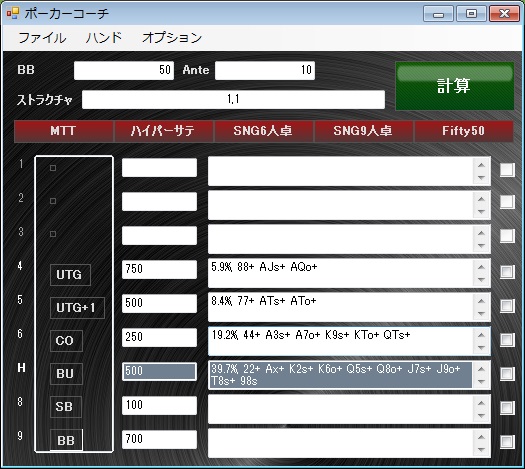 ポーカーコーチ
ファイル ハンド オプション
BB 50 Ante 10
計算
ストラクチャ 1,1
MTT ハイパーサテ SNG6人卓 SNG9人卓 Fifty50
1
2
3
4 UTG 750 5.9%, 88+ AJs+ AQo+
5 UTG+1 500 8.4%, 77+ ATs+ ATo+
6 CO 250 19.2%, 44+ A3s+ A7o+ K9s+ KTo+ QTs+
H BU 500 39.7%, 22+ Ax+ K2s+ K6o+ Q5s+ Q8o+ J7s+ J9o+
T8s+ 98s
8 SB 100
9 BB 700